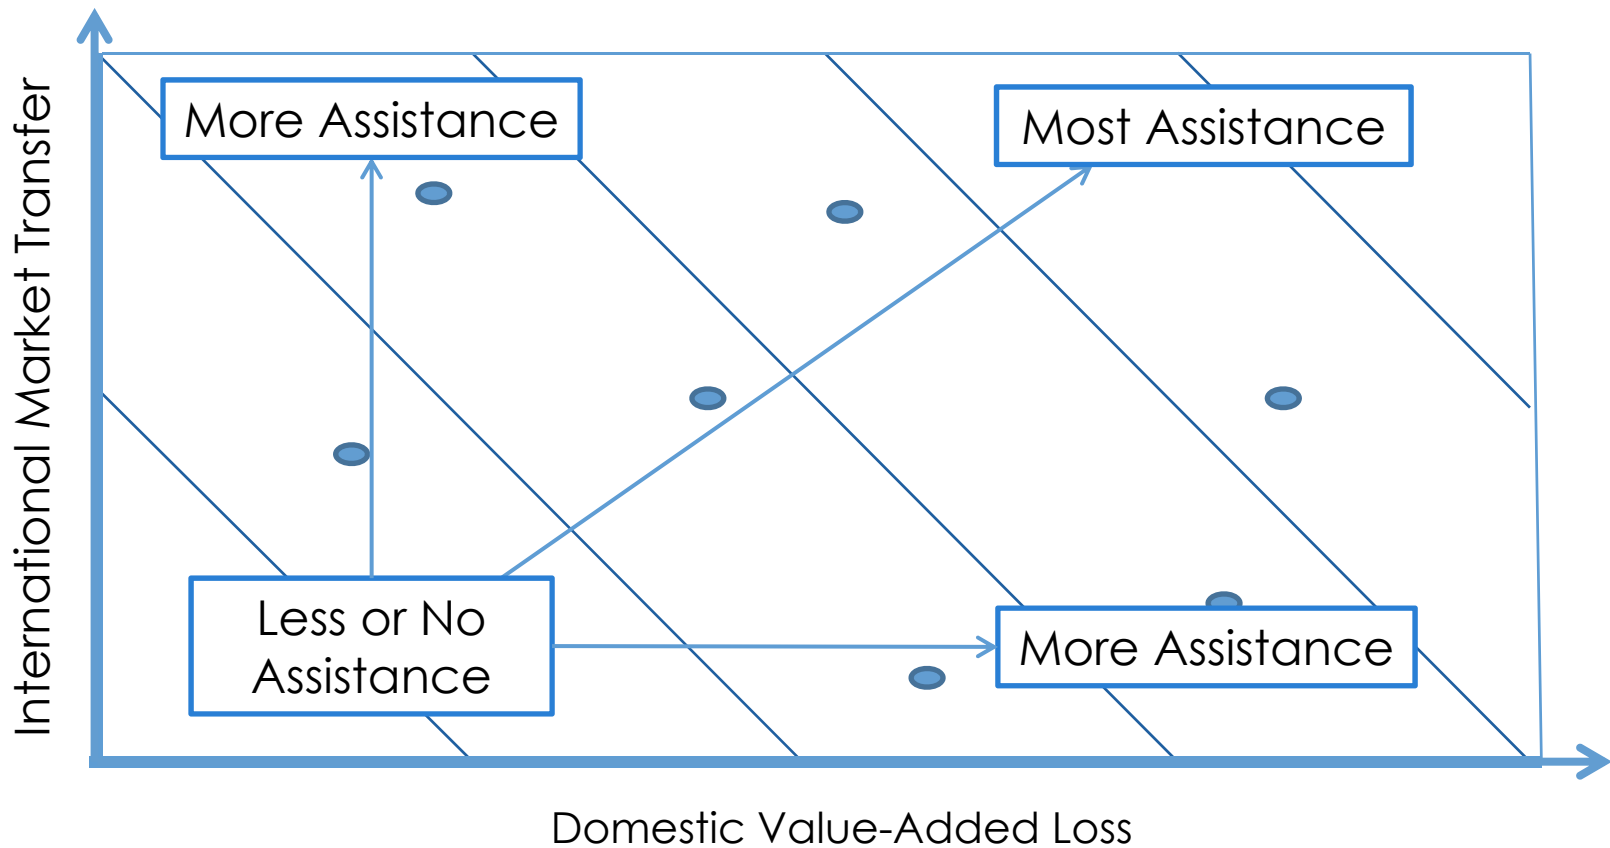 International Market Transfer
More Assistance
Most Assistance
Less or No
Assistance
More Assistance
Domestic Value-Added Loss